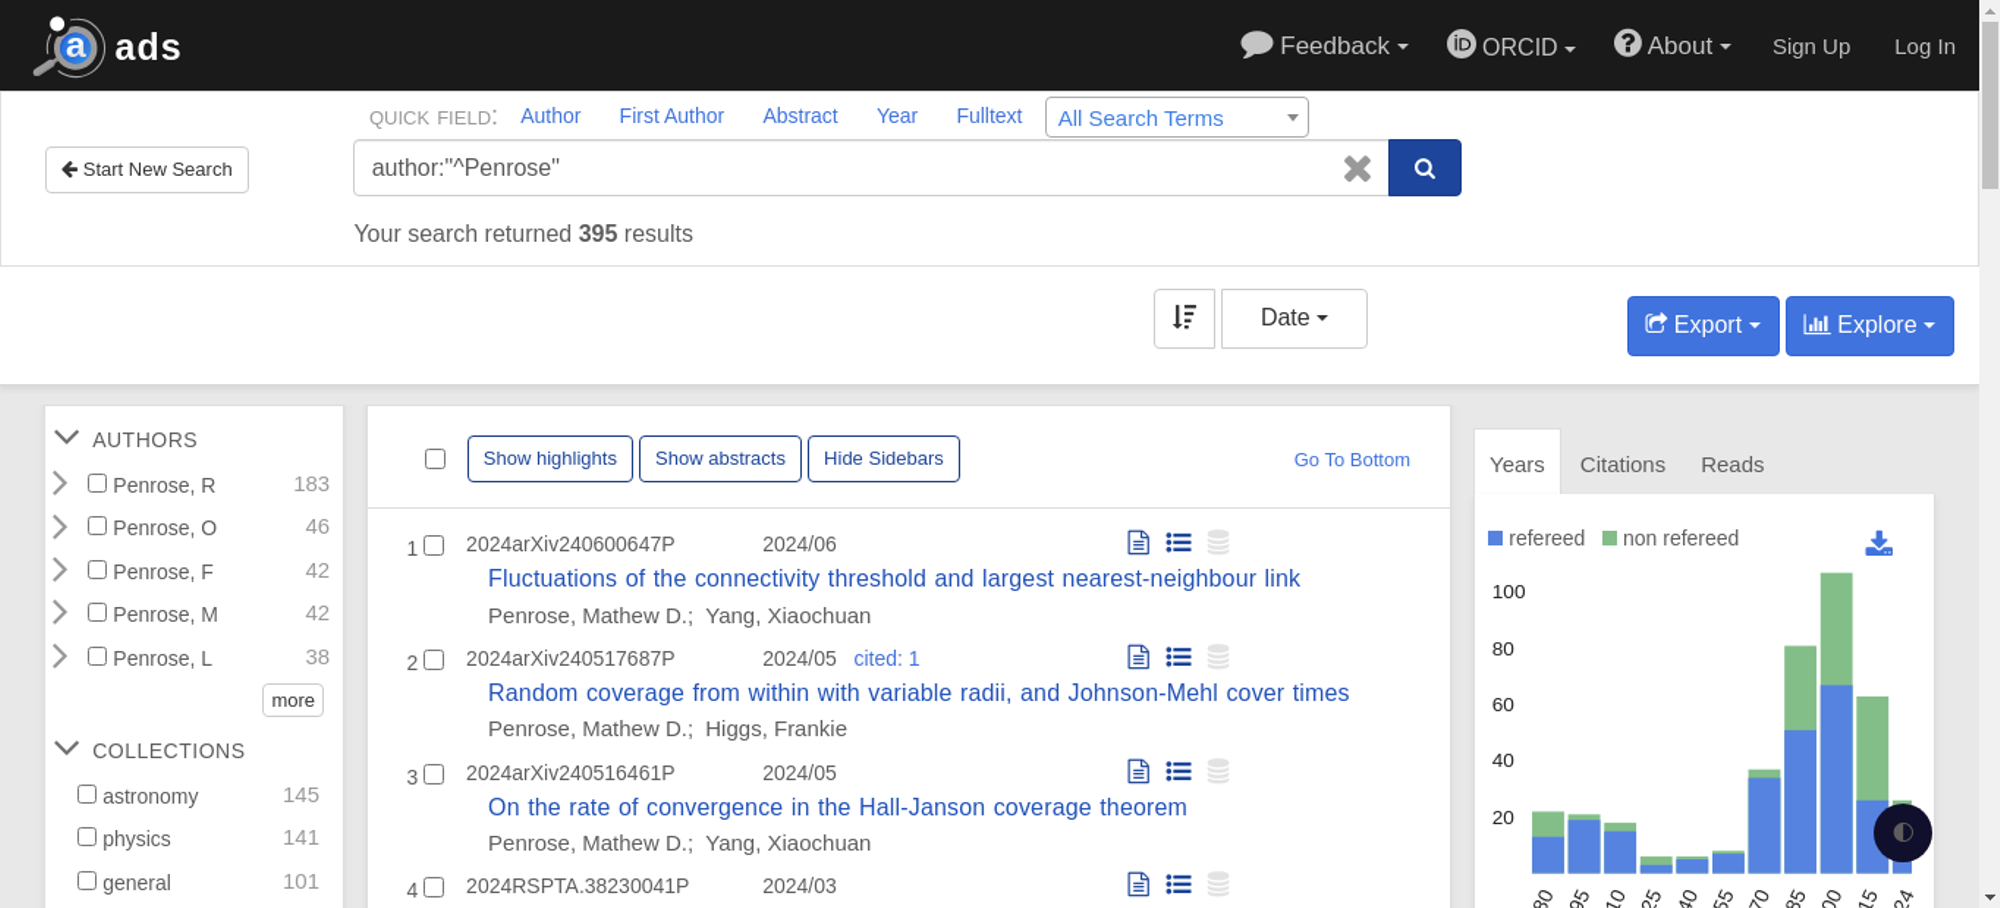 a ads
Feedback
ORCID
About
Sign Up
Log In
QUICK FIELD: Author First Author Abstract Year Fulltext All Search Terms
Start New Search
author:"^Penrose"
Your search returned 395 results
Date
Export
Explore
AUTHORS
Penrose, R 183
Penrose, O 46
Penrose, F 42
Penrose, M 42
Penrose, L 38
more
COLLECTIONS
astronomy 145
physics 141
general 101
Show highlights Show abstracts Hide Sidebars Go To Bottom
1 2024arXiv240600647P 2024/06
Fluctuations of the connectivity threshold and largest nearest-neighbour link
Penrose, Mathew D.; Yang, Xiaochuan
2 2024arXiv240517687P 2024/05 cited: 1
Random coverage from within with variable radii, and Johnson-Mehl cover times
Penrose, Mathew D.; Higgs, Frankie
3 2024arXiv240516461P 2024/05
On the rate of convergence in the Hall-Janson coverage theorem
Penrose, Mathew D.; Yang, Xiaochuan
4 2024RSPTA.38230041P 2024/03
Years Citations Reads
refereed non refereed
100
80
60
40
20
80 95 10 25 40 55 70 85 00 15 24